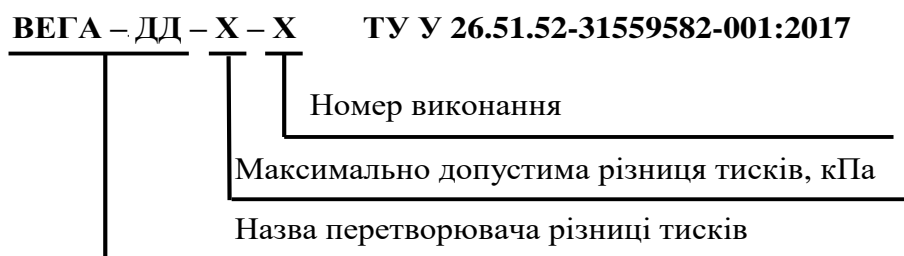 ВЕГА – ДД – Х – Х ТУ У 26.51.52-31559582-001:2017
Номер виконання
Максимально допустима різниця тисків, кПа
Назва перетворювача різниці тисків